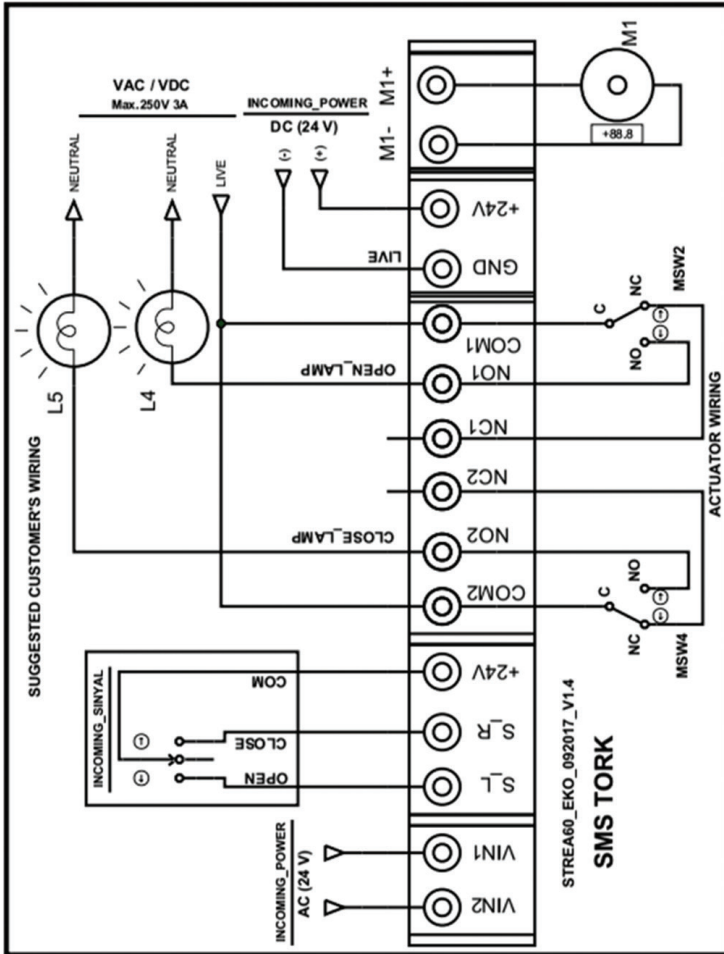 SUGGESTED CUSTOMER'S WIRING
VAC / VDC
Max.250V 3A
NEUTRAL
NEUTRAL
LIVE
L5
L4
INCOMING_POWER
DC (24 V)
(-)
(+)
LIVE
OPEN_LAMP
CLOSE_LAMP
INCOMING_SINYAL
COM
CLOSE
OPEN
INCOMING_POWER
AC (24 V)
M1+
M1-
+24V
GND
COM1
NO1
NC1
NC2
NO2
COM2
+24V
S_R
S_L
VIN1
VIN2
M1
+88.8
C
NC
NO
MSW2
ACTUATOR WIRING
C
NO
NC
MSW4
STREA60_EKO_092017_V1.4
SMS TORK